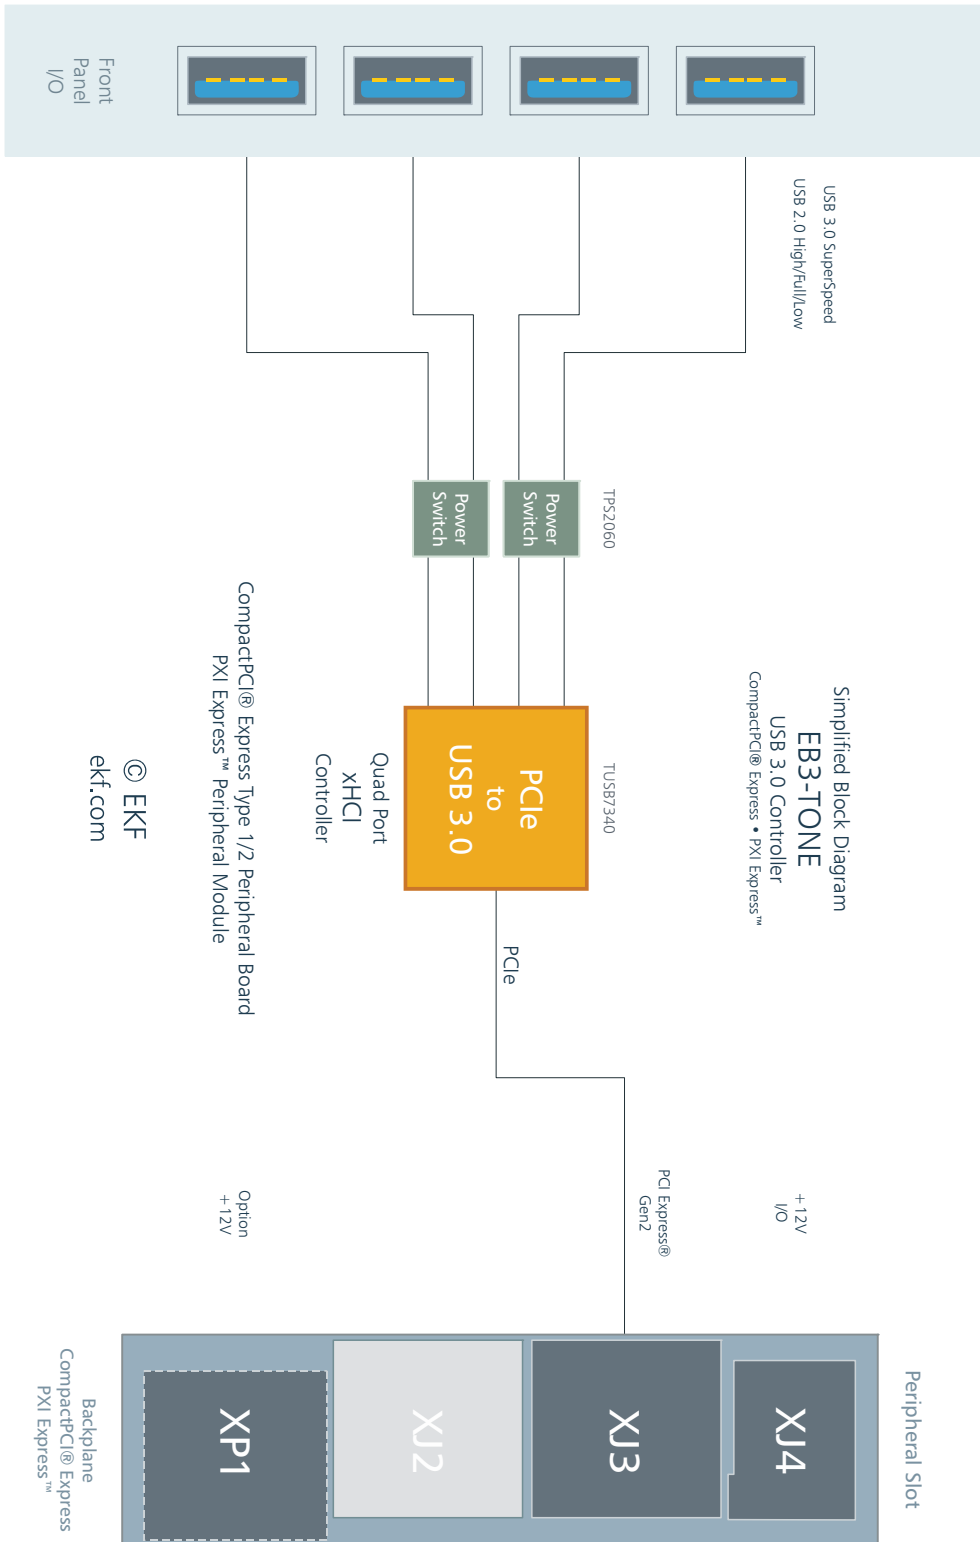 Simplified Block Diagram
EB3-TONE
USB 3.0 Controller
CompactPCI® Express • PXI Express™
Peripheral Slot
USB 3.0 SuperSpeed
USB 2.0 High/Full/Low
TPS2060
TUSB7340
+12V
I/O
XJ4
PCI Express®
Gen2
XJ3
Power
Switch
Power
Switch
PCIe
to
USB 3.0
PCIe
Quad Port
xHCI
Controller
XJ2
CompactPCI® Express Type 1/2 Peripheral Board
PXI Express™ Peripheral Module
Option
+12V
XP1
© EKF
ekf.com
Front
Panel
I/O
Backplane
CompactPCI® Express
PXI Express™